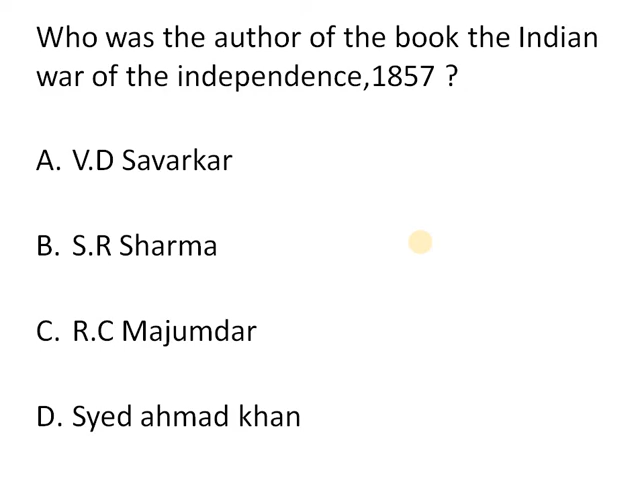 Who was the author of the book the Indian
war of the independence,1857 ?
A. V.D Savarkar
B. S.R Sharma
C. R.C Majumdar
D. Syed ahmad khan